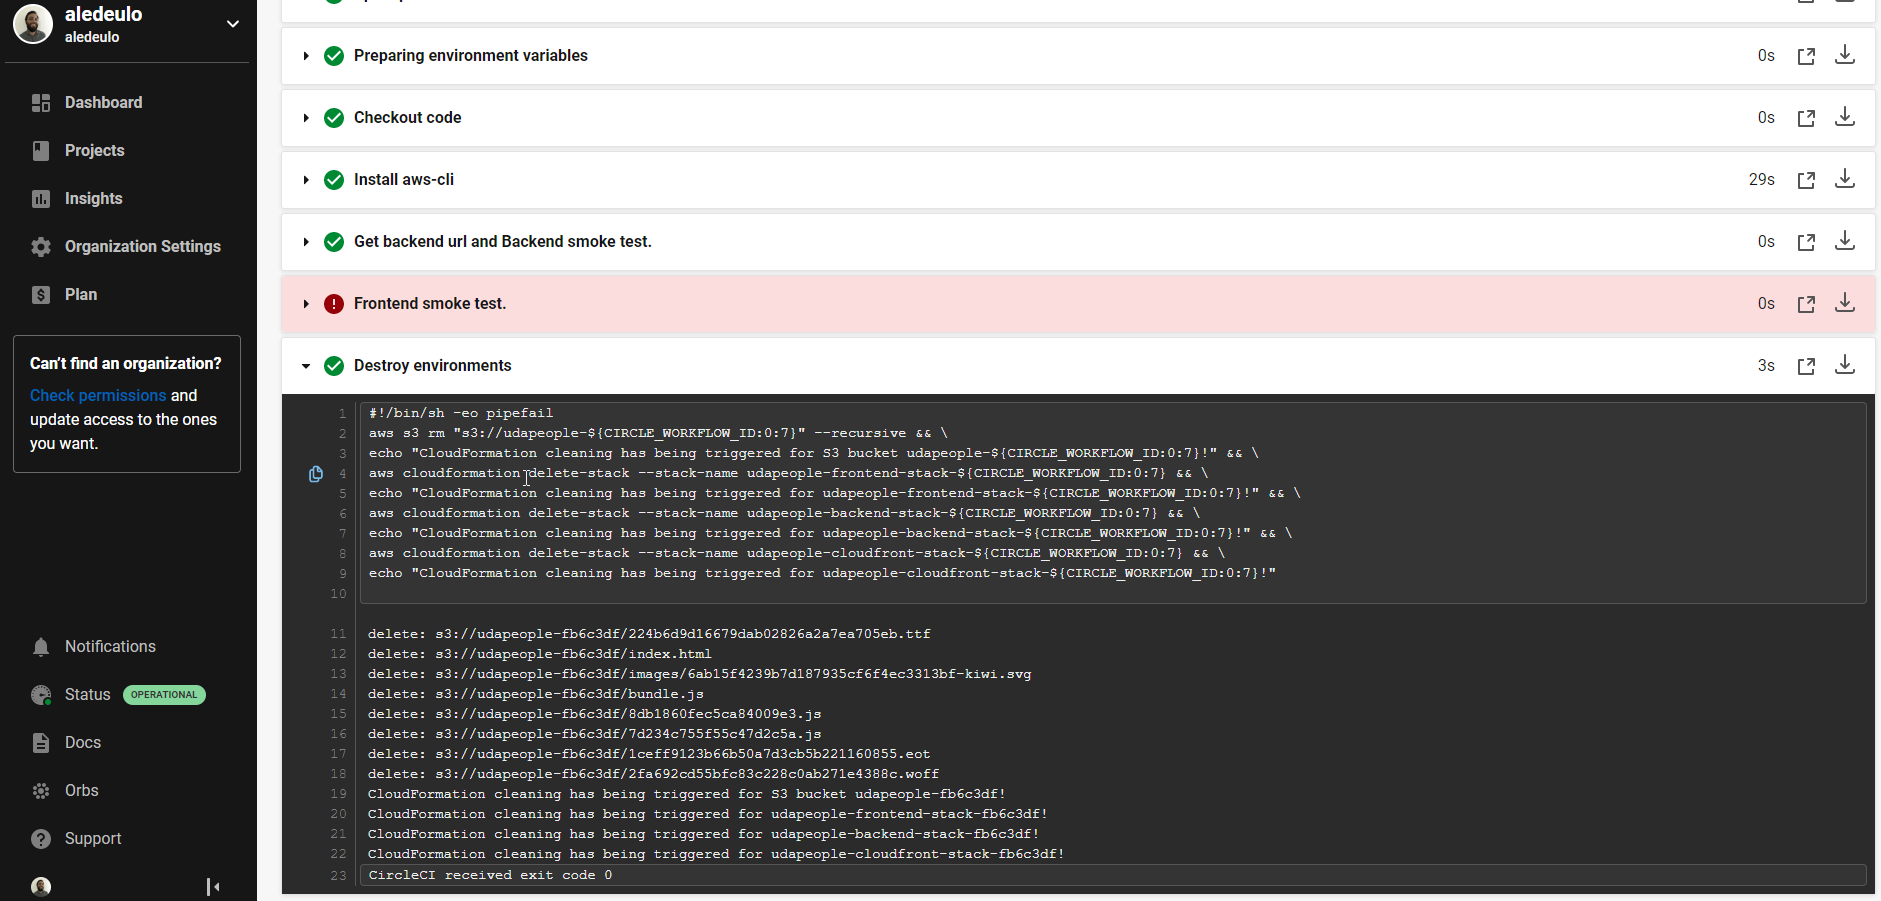 aledeulo
aledeulo
Dashboard
Projects
Insights
Organization Settings
Plan
Can't find an organization?
Check permissions and
update access to the ones
you want.
Notifications
Status OPERATIONAL
Docs
Orbs
Support
Preparing environment variables 0s
Checkout code 0s
Install aws-cli 29s
Get backend url and Backend smoke test. 0s
Frontend smoke test. 0s
Destroy environments 3s
1 #!/bin/sh -eo pipefail
2 aws s3 rm "s3://udapeople-${CIRCLE_WORKFLOW_ID:0:7}" --recursive && \
3 echo "CloudFormation cleaning has being triggered for S3 bucket udapeople-${CIRCLE_WORKFLOW_ID:0:7}!" && \
4 aws cloudformation delete-stack --stack-name udapeople-frontend-stack-${CIRCLE_WORKFLOW_ID:0:7} && \
5 echo "CloudFormation cleaning has being triggered for udapeople-frontend-stack-${CIRCLE_WORKFLOW_ID:0:7}!" && \
6 aws cloudformation delete-stack --stack-name udapeople-backend-stack-${CIRCLE_WORKFLOW_ID:0:7} && \
7 echo "CloudFormation cleaning has being triggered for udapeople-backend-stack-${CIRCLE_WORKFLOW_ID:0:7}!" && \
8 aws cloudformation delete-stack --stack-name udapeople-cloudfront-stack-${CIRCLE_WORKFLOW_ID:0:7} && \
9 echo "CloudFormation cleaning has being triggered for udapeople-cloudfront-stack-${CIRCLE_WORKFLOW_ID:0:7}!"
10
11 delete: s3://udapeople-fb6c3df/224b6d9d16679dab02826a2a7ea705eb.ttf
12 delete: s3://udapeople-fb6c3df/index.html
13 delete: s3://udapeople-fb6c3df/images/6ab15f4239b7d187935cf6f4ec3313bf-kiwi.svg
14 delete: s3://udapeople-fb6c3df/bundle.js
15 delete: s3://udapeople-fb6c3df/8db1860fec5ca84009e3.js
16 delete: s3://udapeople-fb6c3df/7d234c755f55c47d2c5a.js
17 delete: s3://udapeople-fb6c3df/1ceff9123b66b50a7d3cb5b221160855.eot
18 delete: s3://udapeople-fb6c3df/2fa692cd55bfc83c228c0ab271e4388c.woff
19 CloudFormation cleaning has being triggered for S3 bucket udapeople-fb6c3df!
20 CloudFormation cleaning has being triggered for udapeople-frontend-stack-fb6c3df!
21 CloudFormation cleaning has being triggered for udapeople-backend-stack-fb6c3df!
22 CloudFormation cleaning has being triggered for udapeople-cloudfront-stack-fb6c3df!
23 CircleCI received exit code 0